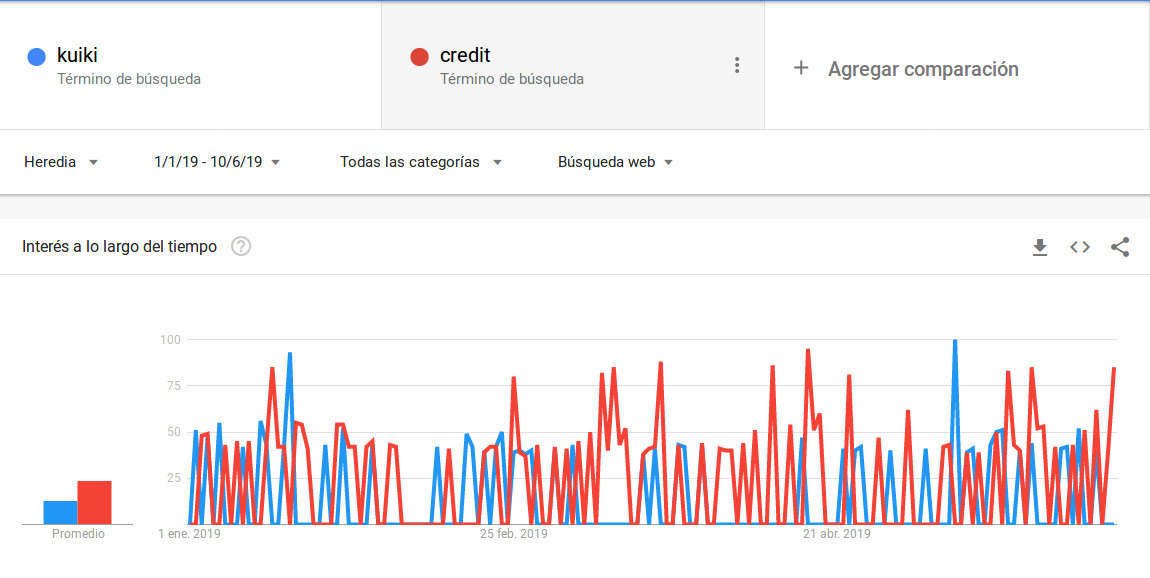 kuiki
Término de búsqueda
credit
Término de búsqueda
+ Agregar comparación
Heredia
1/1/19 - 10/6/19
Todas las categorías
Búsqueda web
Interés a lo largo del tiempo
?
100
75
50
25
Promedio
1 ene. 2019
25 feb. 2019
21 abr. 2019